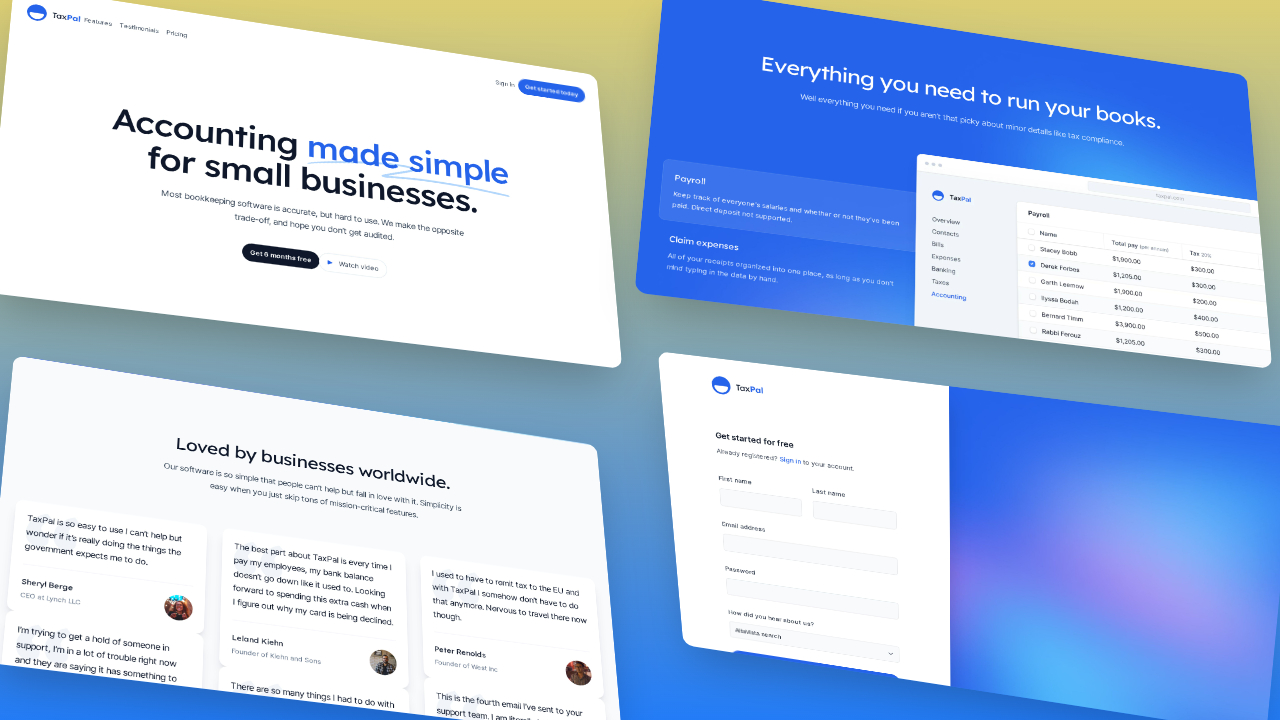 TaxPal Features Testimonials Pricing
Sign in Get started today
Accounting made simple
for small businesses.
Most bookkeeping software is accurate, but hard to use. We make the opposite
trade-off, and hope you don't get audited.
Get 6 months free Watch video
Everything you need to run your books.
Well everything you need if you aren't that picky about minor details like tax compliance.
Payroll
Keep track of everyone's salaries and whether or not they've been
paid. Direct deposit not supported.
Claim expenses
All of your receipts organized into one place, as long as you don't
mind typing in the data by hand.
TaxPal
Overview
Contacts
Bills
Expenses
Banking
Taxes
Accounting
Payroll
Name Total pay (per annum) Tax 20%
Stacey Bobb $1,900.00 $300.00
Derek Forbes $1,205.00 $300.00
Garth Leirmow $1,900.00 $200.00
Ilyssa Budah $1,200.00 $400.00
Bernard Timm $3,900.00 $500.00
Rabbi Ferouz $1,205.00 $300.00
Loved by businesses worldwide.
Our software is so simple that people can't help but fall in love with it. Simplicity is
easy when you just skip tons of mission-critical features.
TaxPal is so easy to use I can't help but
wonder if it's really doing the things the
government expects me to do.
Sheryl Berge
CEO at Lynch LLC
I'm trying to get a hold of someone in
support, I'm in a lot of trouble right now
and they are saying it has something to
The best part about TaxPal is every time I
pay my employees, my bank balance
doesn't go down like it used to. Looking
forward to spending this extra cash when
I figure out why my card is being declined.
Leland Kiehn
Founder of Kiehn and Sons
There are so many things I had to do with
I used to have to remit tax to the EU and
with TaxPal I somehow don't have to do
that anymore. Nervous to travel there now
though.
Peter Renolds
Founder of West Inc
This is the fourth email I've sent to your
support team. I am
TaxPal
Get started for free
Already registered? Sign in to your account.
First name Last name
Email address
Password
How did you hear about us?
AltaVista search